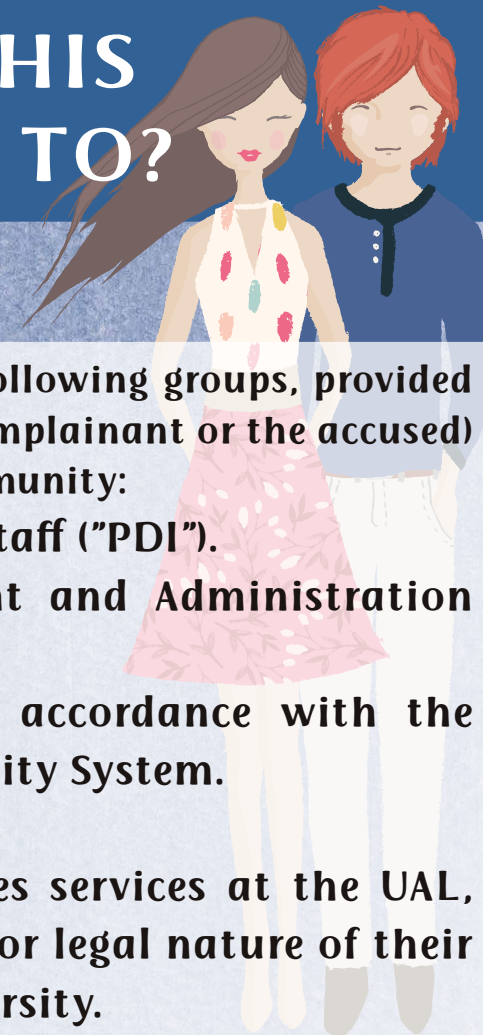 HIS
TO?
ollowing groups, provided
mplainant or the accused)
munity:
taff ("PDI").
nt and Administration
accordance with the
ity System.
es services at the UAL,
or legal nature of their
rsity.